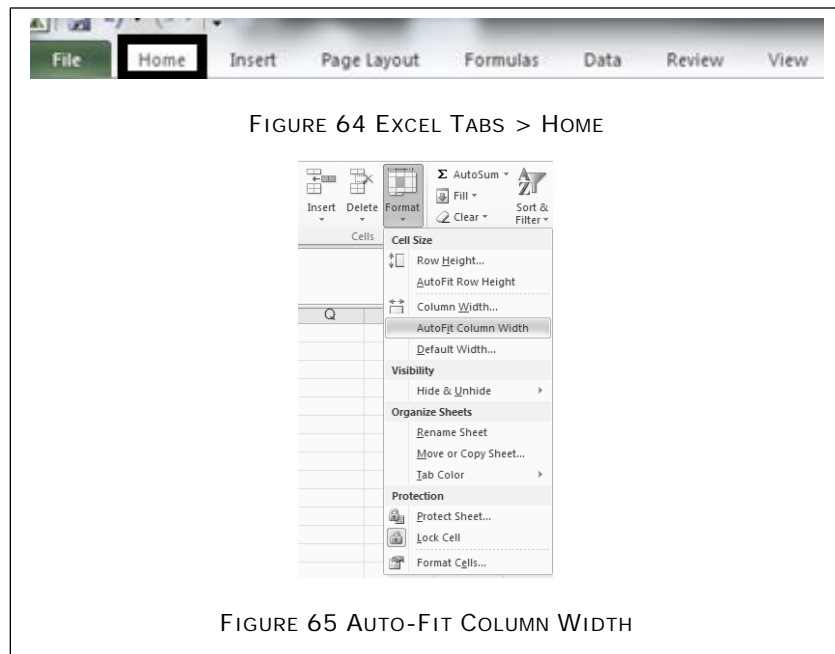 File Home Insert Page Layout Formulas Data Review View
FIGURE 64 EXCEL TABS > HOME
Insert Delete Format Σ AutoSum
Fill
Clear
Sort &
Filter
Cells
Cell Size
Row Height...
AutoFit Row Height
Column Width...
AutoFit Column Width
Default Width...
Visibility
Hide & Unhide
Organize Sheets
Rename Sheet
Move or Copy Sheet...
Tab Color
Protection
Protect Sheet...
Lock Cell
Format Cells...
Q
FIGURE 65 AUTO-FIT COLUMN WIDTH